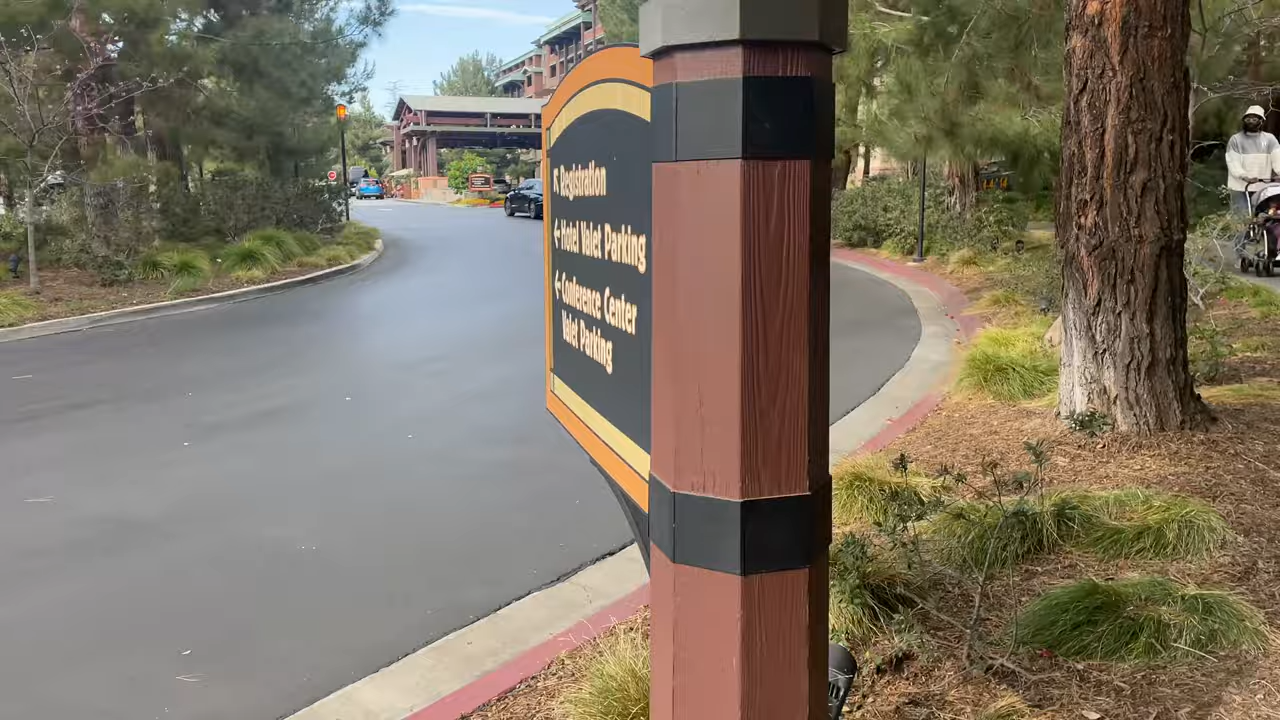 ↖ Registration
← Hotel Valet Parking
← Conference Center
Valet Parking